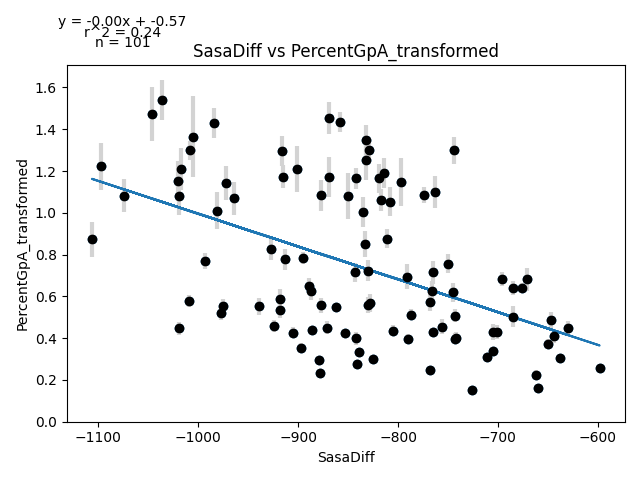 y = -0.00x + -0.57
r^2 = 0.24
n = 101
SasaDiff vs PercentGpA_transformed
PercentGpA_transformed
1.6
1.4
1.2
1.0
0.8
0.6
0.4
0.2
0.0
−1100 −1000 −900 −800 −700 −600
SasaDiff